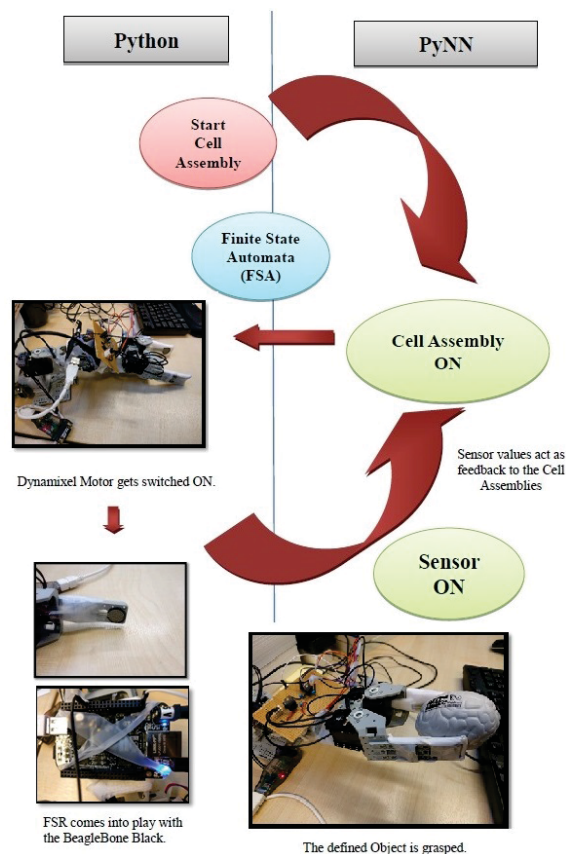 Python
PyNN
Start
Cell
Assembly
Finite State
Automata
(FSA)
Cell Assembly
ON
Dynamixel Motor gets switched ON.
Sensor values act as
feedback to the Cell
Assemblies
Sensor
ON
FSR comes into play with
the BeagleBone Black.
The defined Object is grasped.